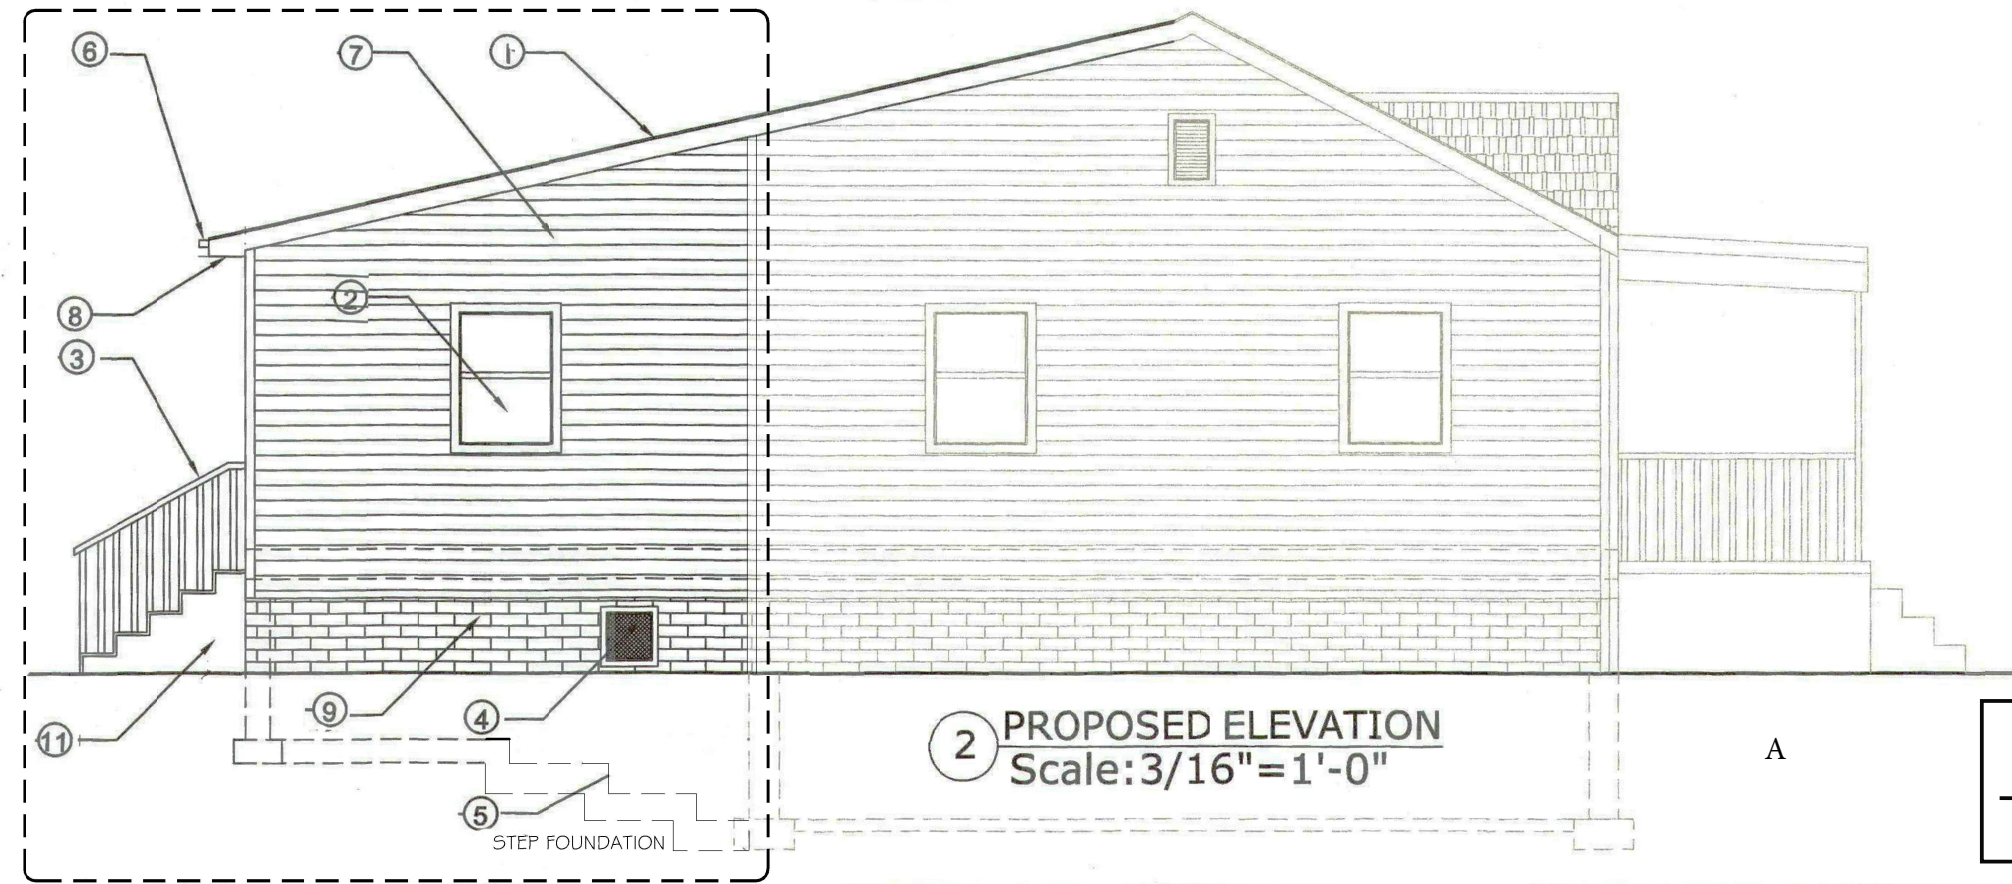 6
7
1
2
8
3
9
4
11
5
STEP FOUNDATION
2 PROPOSED ELEVATION
Scale:3/16"=1'-0"
A